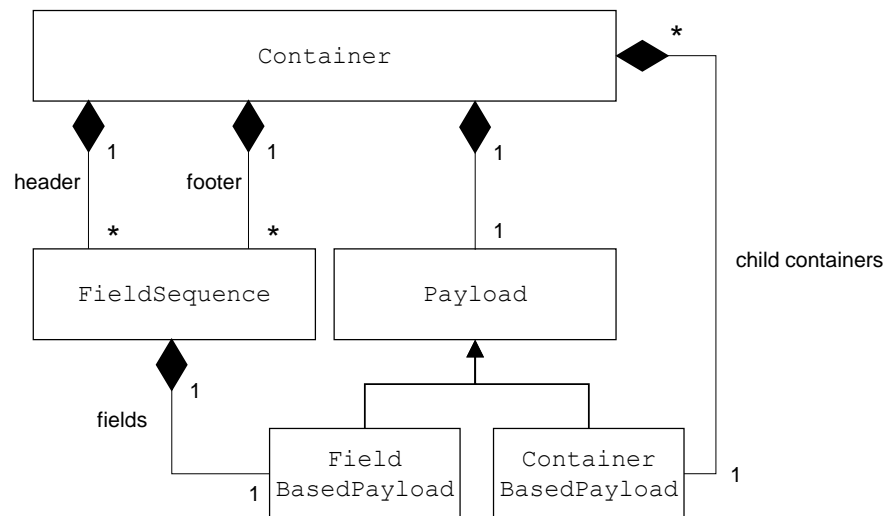 *
Container
1
1
1
header
footer
*
*
1
child containers
FieldSequence
Payload
1
fields
Field
BasedPayload
Container
BasedPayload
1
1